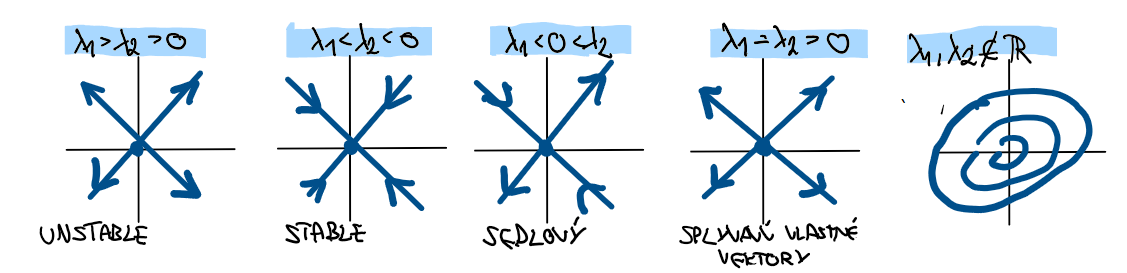 λ1 > λ2 > 0
λ1 < λ2 < 0
λ1 < 0 < λ2
λ1 = λ2 > 0
λ1, λ2 ∉ ℝ
UNSTABLE
STABLE
SEDLOVÝ
VLASTNÉ
VEKTORY